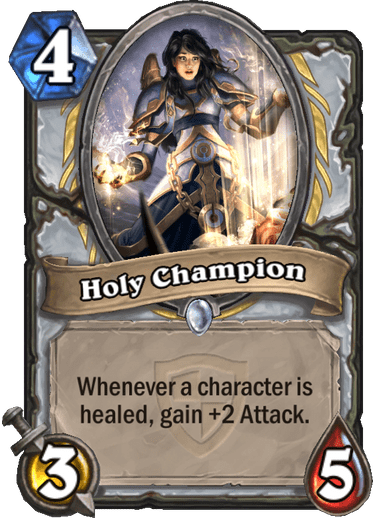 4
Holy Champion
Whenever a character is
healed, gain +2 Attack.
3
5